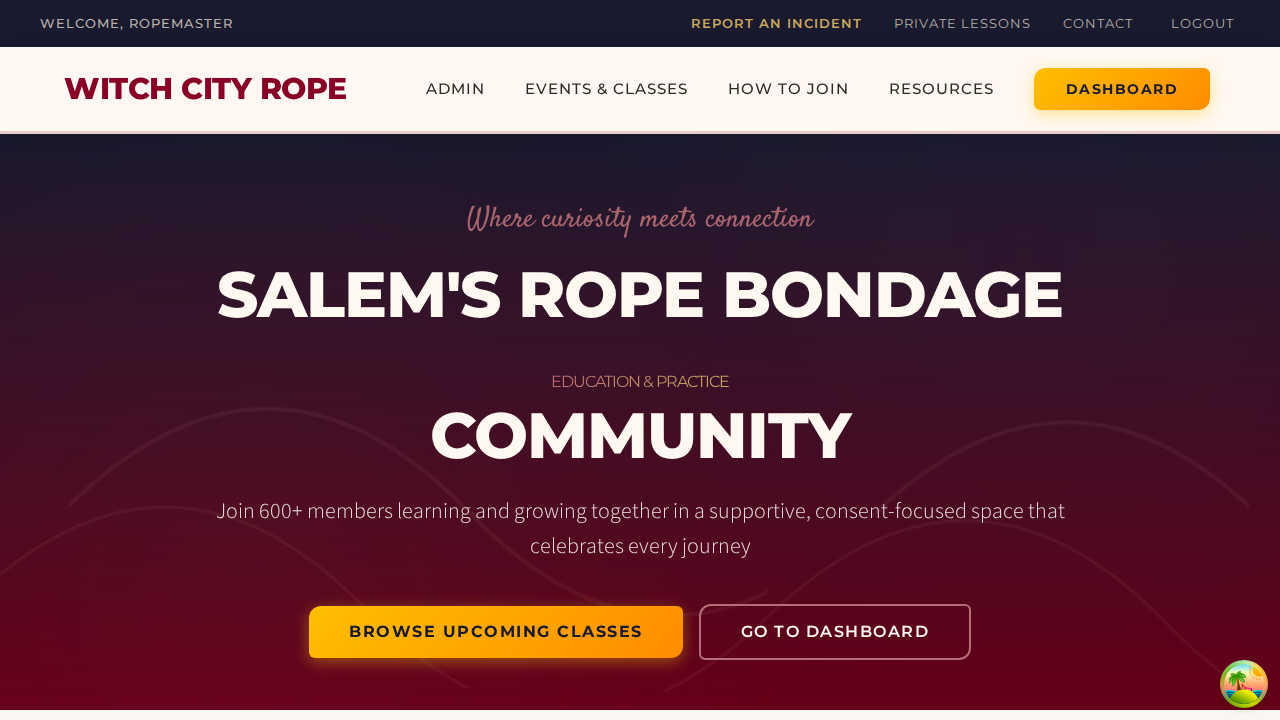 WELCOME, ROPEMASTER
REPORT AN INCIDENT
PRIVATE LESSONS
CONTACT
LOGOUT
WITCH CITY ROPE
ADMIN
EVENTS & CLASSES
HOW TO JOIN
RESOURCES
DASHBOARD
Where curiosity meets connection
SALEM'S ROPE BONDAGE
EDUCATION & PRACTICE
COMMUNITY
Join 600+ members learning and growing together in a supportive, consent-focused space that
celebrates every journey
BROWSE UPCOMING CLASSES
GO TO DASHBOARD